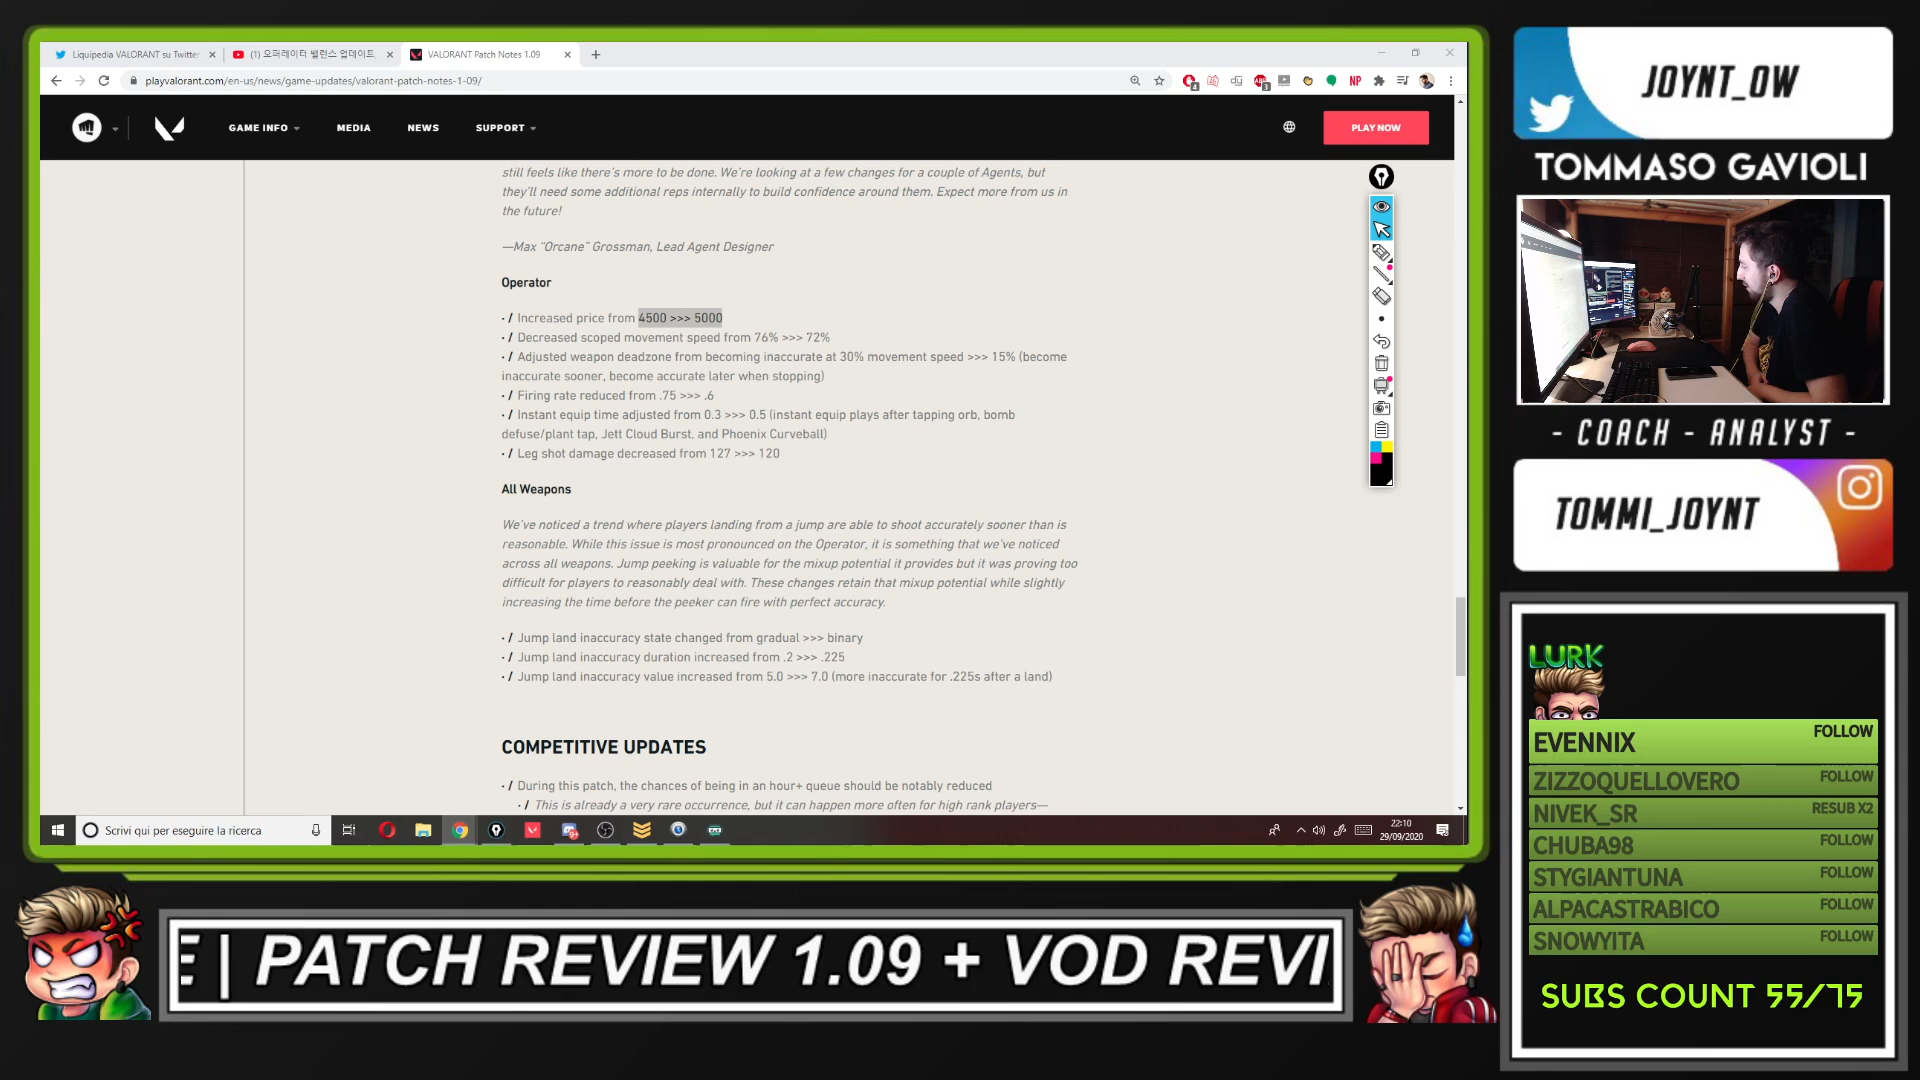 Liquipedia VALORANT su Twitter
(1) 오퍼레이터 밸런스 업데이트
VALORANT Patch Notes 1.09
playvalorant.com/en-us/news/game-updates/valorant-patch-notes-1-09/
GAME INFO
MEDIA
NEWS
SUPPORT
PLAY NOW
still feels like there's more to be done. We're looking at a few changes for a couple of Agents, but
they'll need some additional reps internally to build confidence around them. Expect more from us in
the future!
—Max “Orcane” Grossman, Lead Agent Designer
Operator
· / Increased price from 4500 >>> 5000
· / Decreased scoped movement speed from 76% >>> 72%
· / Adjusted weapon deadzone from becoming inaccurate at 30% movement speed >>> 15% (become
inaccurate sooner, become accurate later when stopping)
· / Firing rate reduced from .75 >>> .6
· / Instant equip time adjusted from 0.3 >>> 0.5 (instant equip plays after tapping orb, bomb
defuse/plant tap, Jett Cloud Burst, and Phoenix Curveball)
· / Leg shot damage decreased from 127 >>> 120
All Weapons
We've noticed a trend where players landing from a jump are able to shoot accurately sooner than is
reasonable. While this issue is most pronounced on the Operator, it is something that we've noticed
across all weapons. Jump peeking is valuable for the mixup potential it provides but it was proving too
difficult for players to reasonably deal with. These changes retain that mixup potential while slightly
increasing the time before the peeker can fire with perfect accuracy.
· / Jump land inaccuracy state changed from gradual >>> binary
· / Jump land inaccuracy duration increased from .2 >>> .225
· / Jump land inaccuracy value increased from 5.0 >>> 7.0 (more inaccurate for .225s after a land)
COMPETITIVE UPDATES
· / During this patch, the chances of being in an hour+ queue should be notably reduced
· / This is already a very rare occurrence, but it can happen more often for high rank players—
Scrivi qui per eseguire la ricerca
22:10
29/09/2020
JOYNT_OW
TOMMASO GAVIOLI
- COACH - ANALYST -
TOMMI_JOYNT
LURK
EVENNIX FOLLOW
ZIZZOQUELLOVERO FOLLOW
NIVEK_SR RESUB X2
CHUBA98 FOLLOW
STYGIANTUNA FOLLOW
ALPACASTRABICO FOLLOW
SNOWYITA FOLLOW
SUBS COUNT 55/75
E | PATCH REVIEW 1.09 + VOD REVI